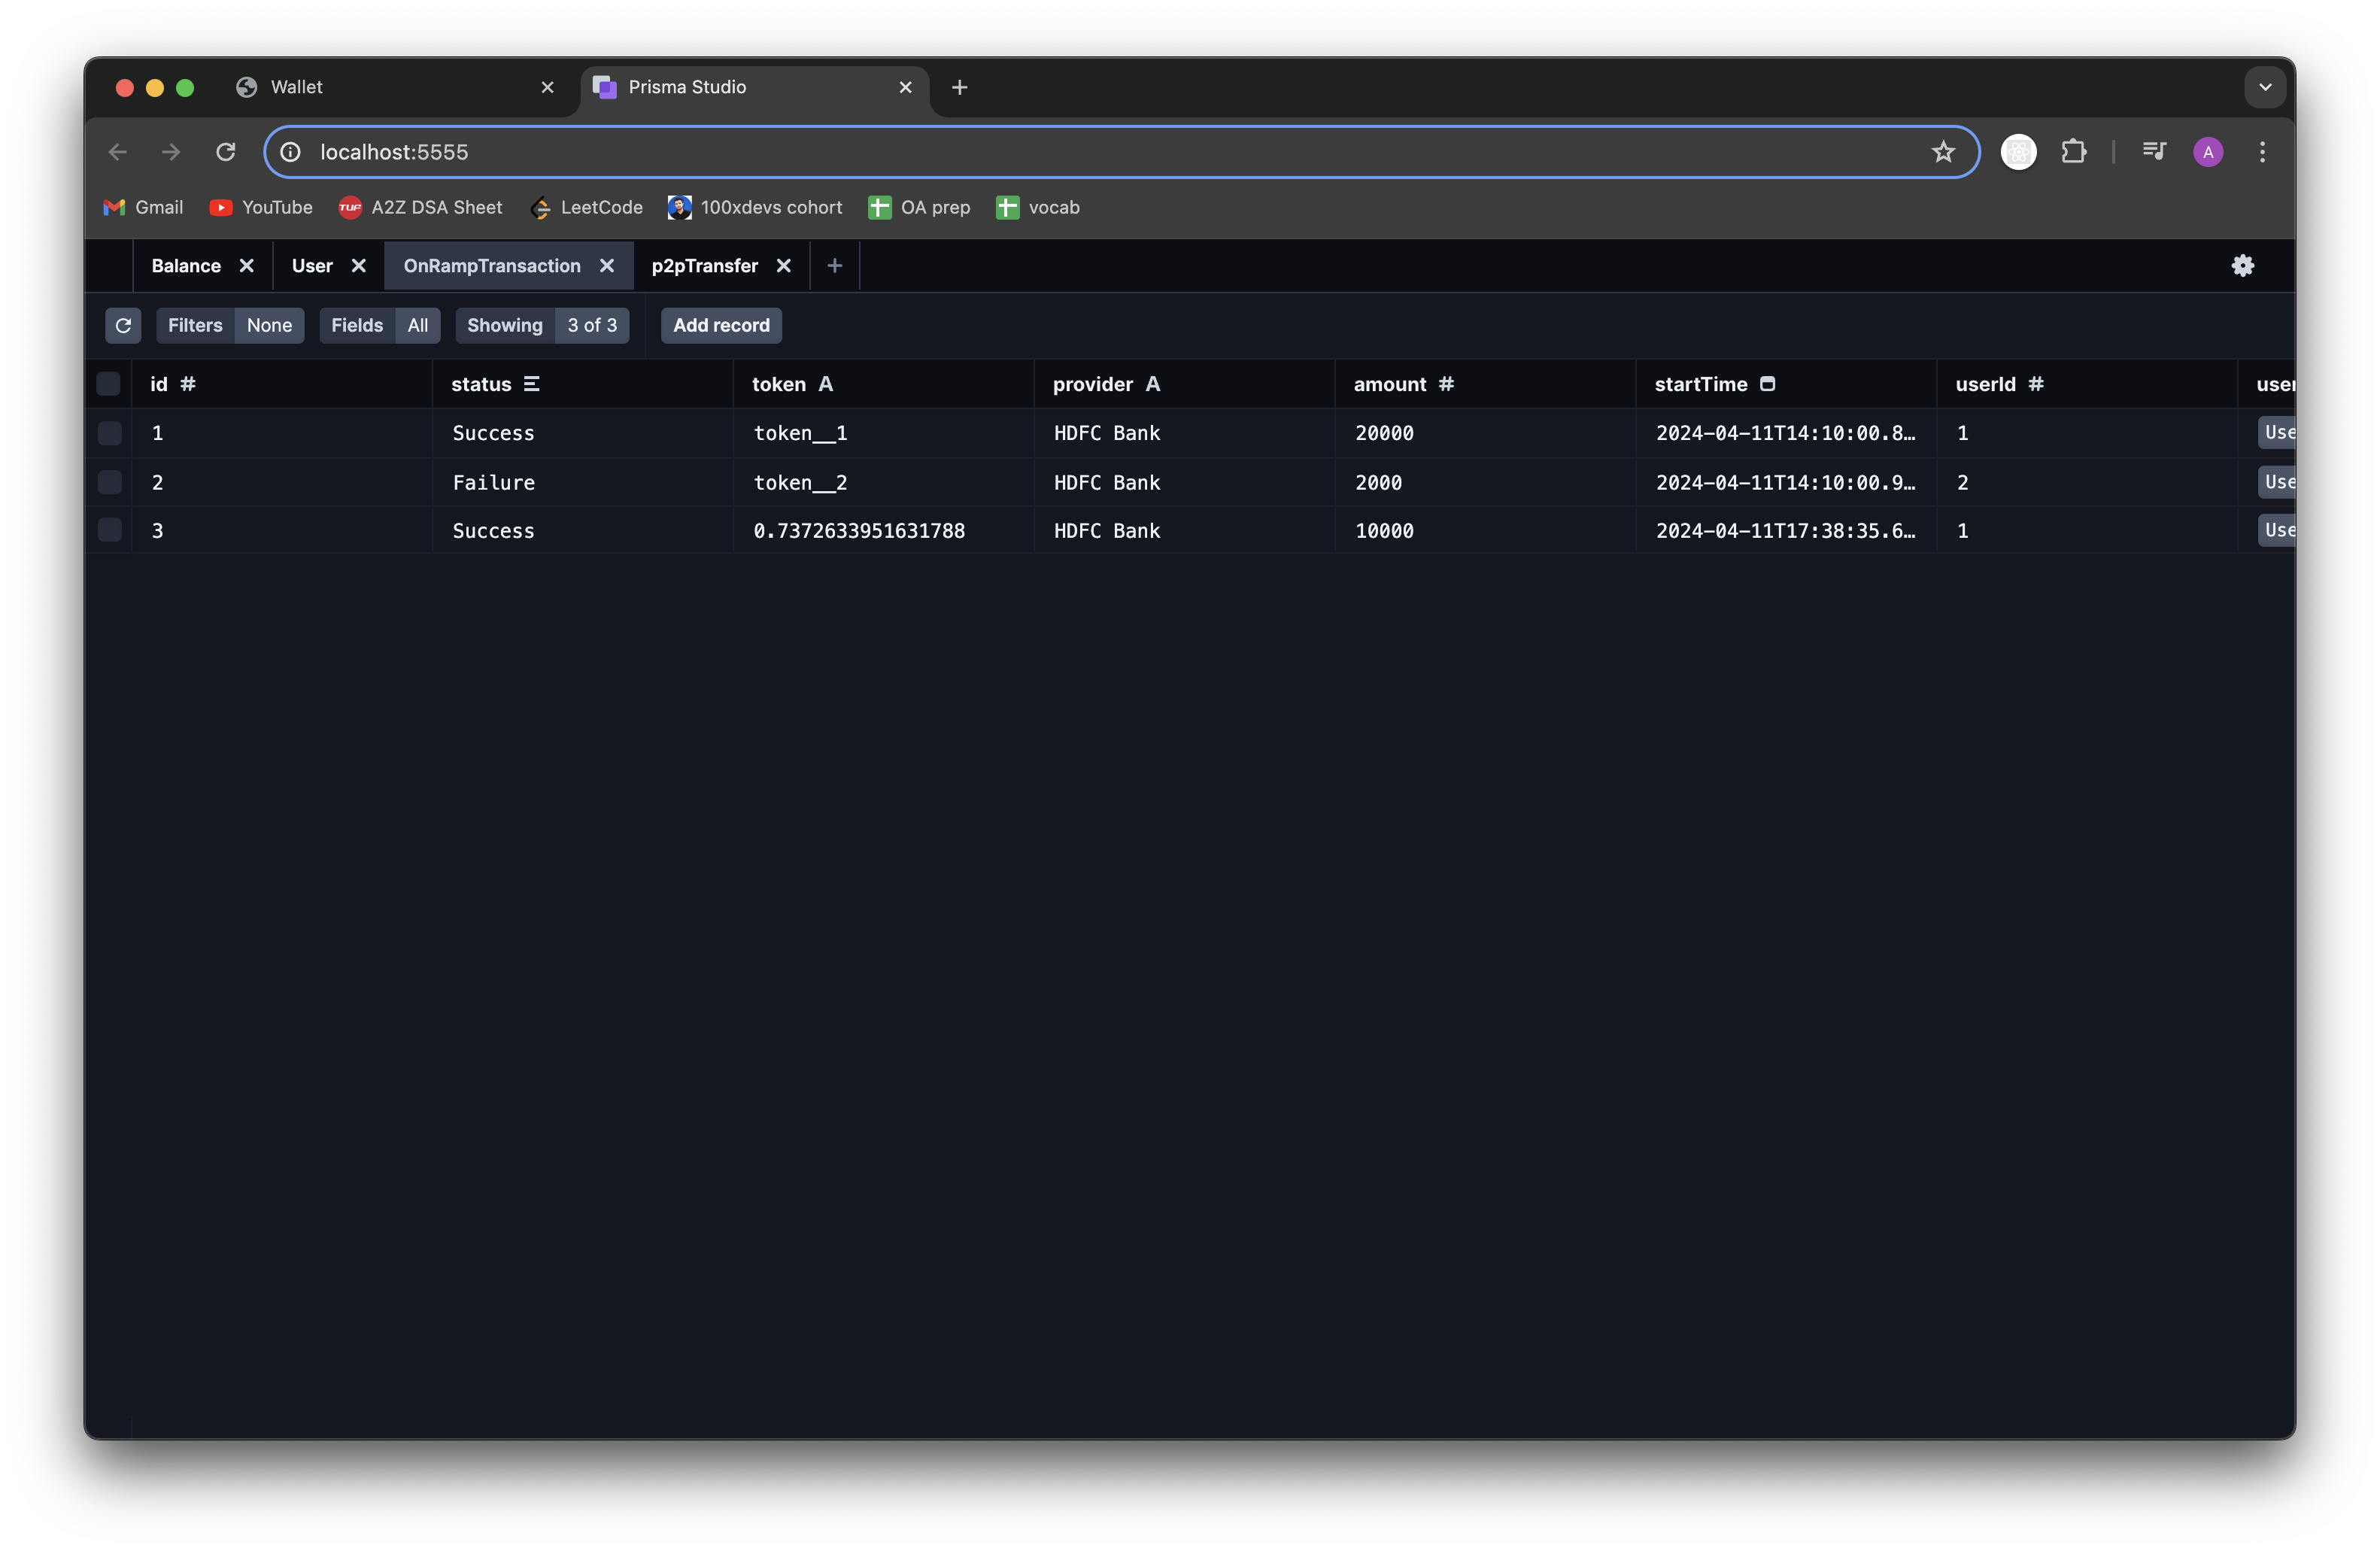 Wallet Prisma Studio
localhost:5555
Gmail YouTube TUF A2Z DSA Sheet LeetCode 100xdevs cohort OA prep vocab
Balance User OnRampTransaction p2pTransfer
Filters None Fields All Showing 3 of 3 Add record
id # status token A provider A amount # startTime userId # user
1 Success token__1 HDFC Bank 20000 2024-04-11T14:10:00.8… 1 Use
2 Failure token__2 HDFC Bank 2000 2024-04-11T14:10:00.9… 2 Use
3 Success 0.7372633951631788 HDFC Bank 10000 2024-04-11T17:38:35.6… 1 Use
A